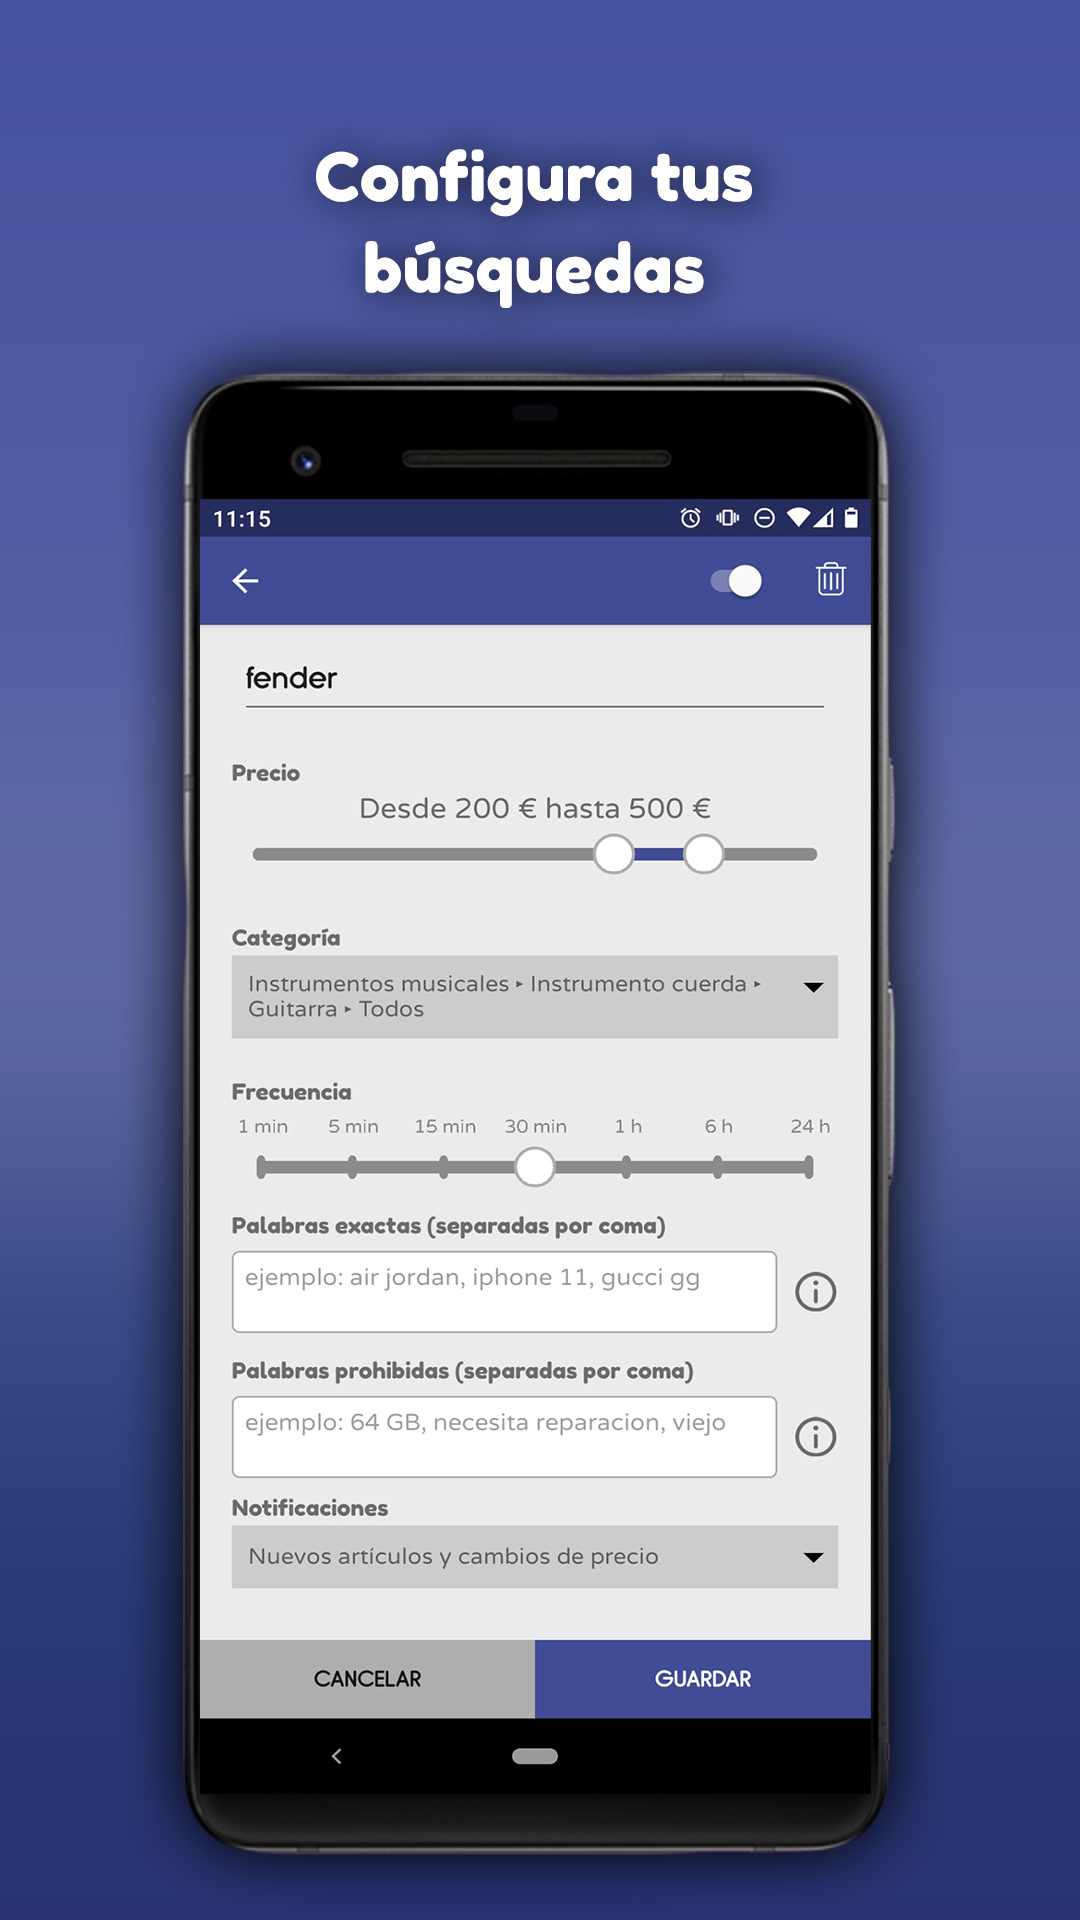 Configura tus
búsquedas
11:15
fender
Precio
Desde 200 € hasta 500 €
Categoría
Instrumentos musicales ‣ Instrumento cuerda ‣
Guitarra ‣ Todos
Frecuencia
1 min 5 min 15 min 30 min 1 h 6 h 24 h
Palabras exactas (separadas por coma)
ejemplo: air jordan, iphone 11, gucci gg
Palabras prohibidas (separadas por coma)
ejemplo: 64 GB, necesita reparacion, viejo
Notificaciones
Nuevos artículos y cambios de precio
CANCELAR GUARDAR